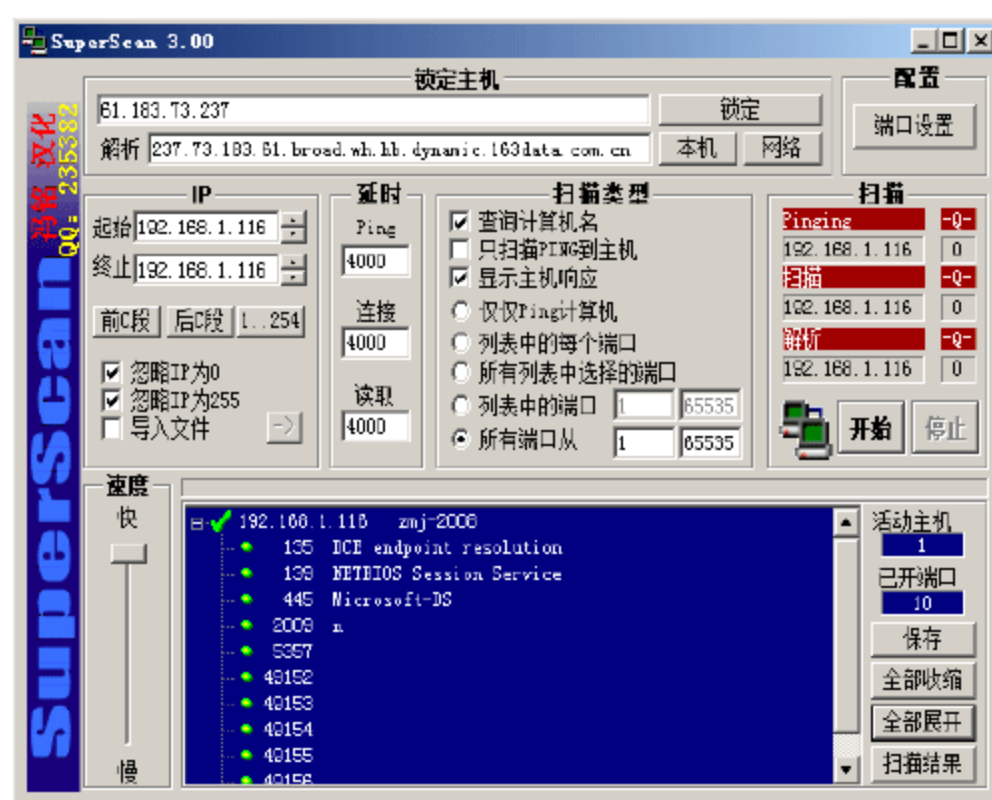 SuperScan 3.00
锁定主机
配置
61.183.73.237
锁定
端口设置
解析 237.73.183.61.broad.wh.hb.dynamic.163data.com.cn 本机 网络
汉化
QQ: 235382
SuperScan
IP
起始 192.168.1.116
终止 192.168.1.116
前C段 后C段 1..254
忽略IP为0
忽略IP为255
导入文件 ->
延时
Ping
4000
连接
4000
读取
4000
扫描类型
查询计算机名
只扫描PING到主机
显示主机响应
仅仅Ping计算机
列表中的每个端口
所有列表中选择的端口
列表中的端口 1 65535
所有端口从 1 65535
扫描
Pinging -Q-
192.168.1.116 0
扫描 -Q-
192.168.1.116 0
解析 -Q-
192.168.1.116 0
开始 停止
速度
快
慢
192.168.1.116 zmj-2008
135 DCE endpoint resolution
139 NETBIOS Session Service
445 Microsoft-DS
2009 n
5357
49152
49153
49154
49155
49156
活动主机
1
已开端口
10
保存
全部收缩
全部展开
扫描结果